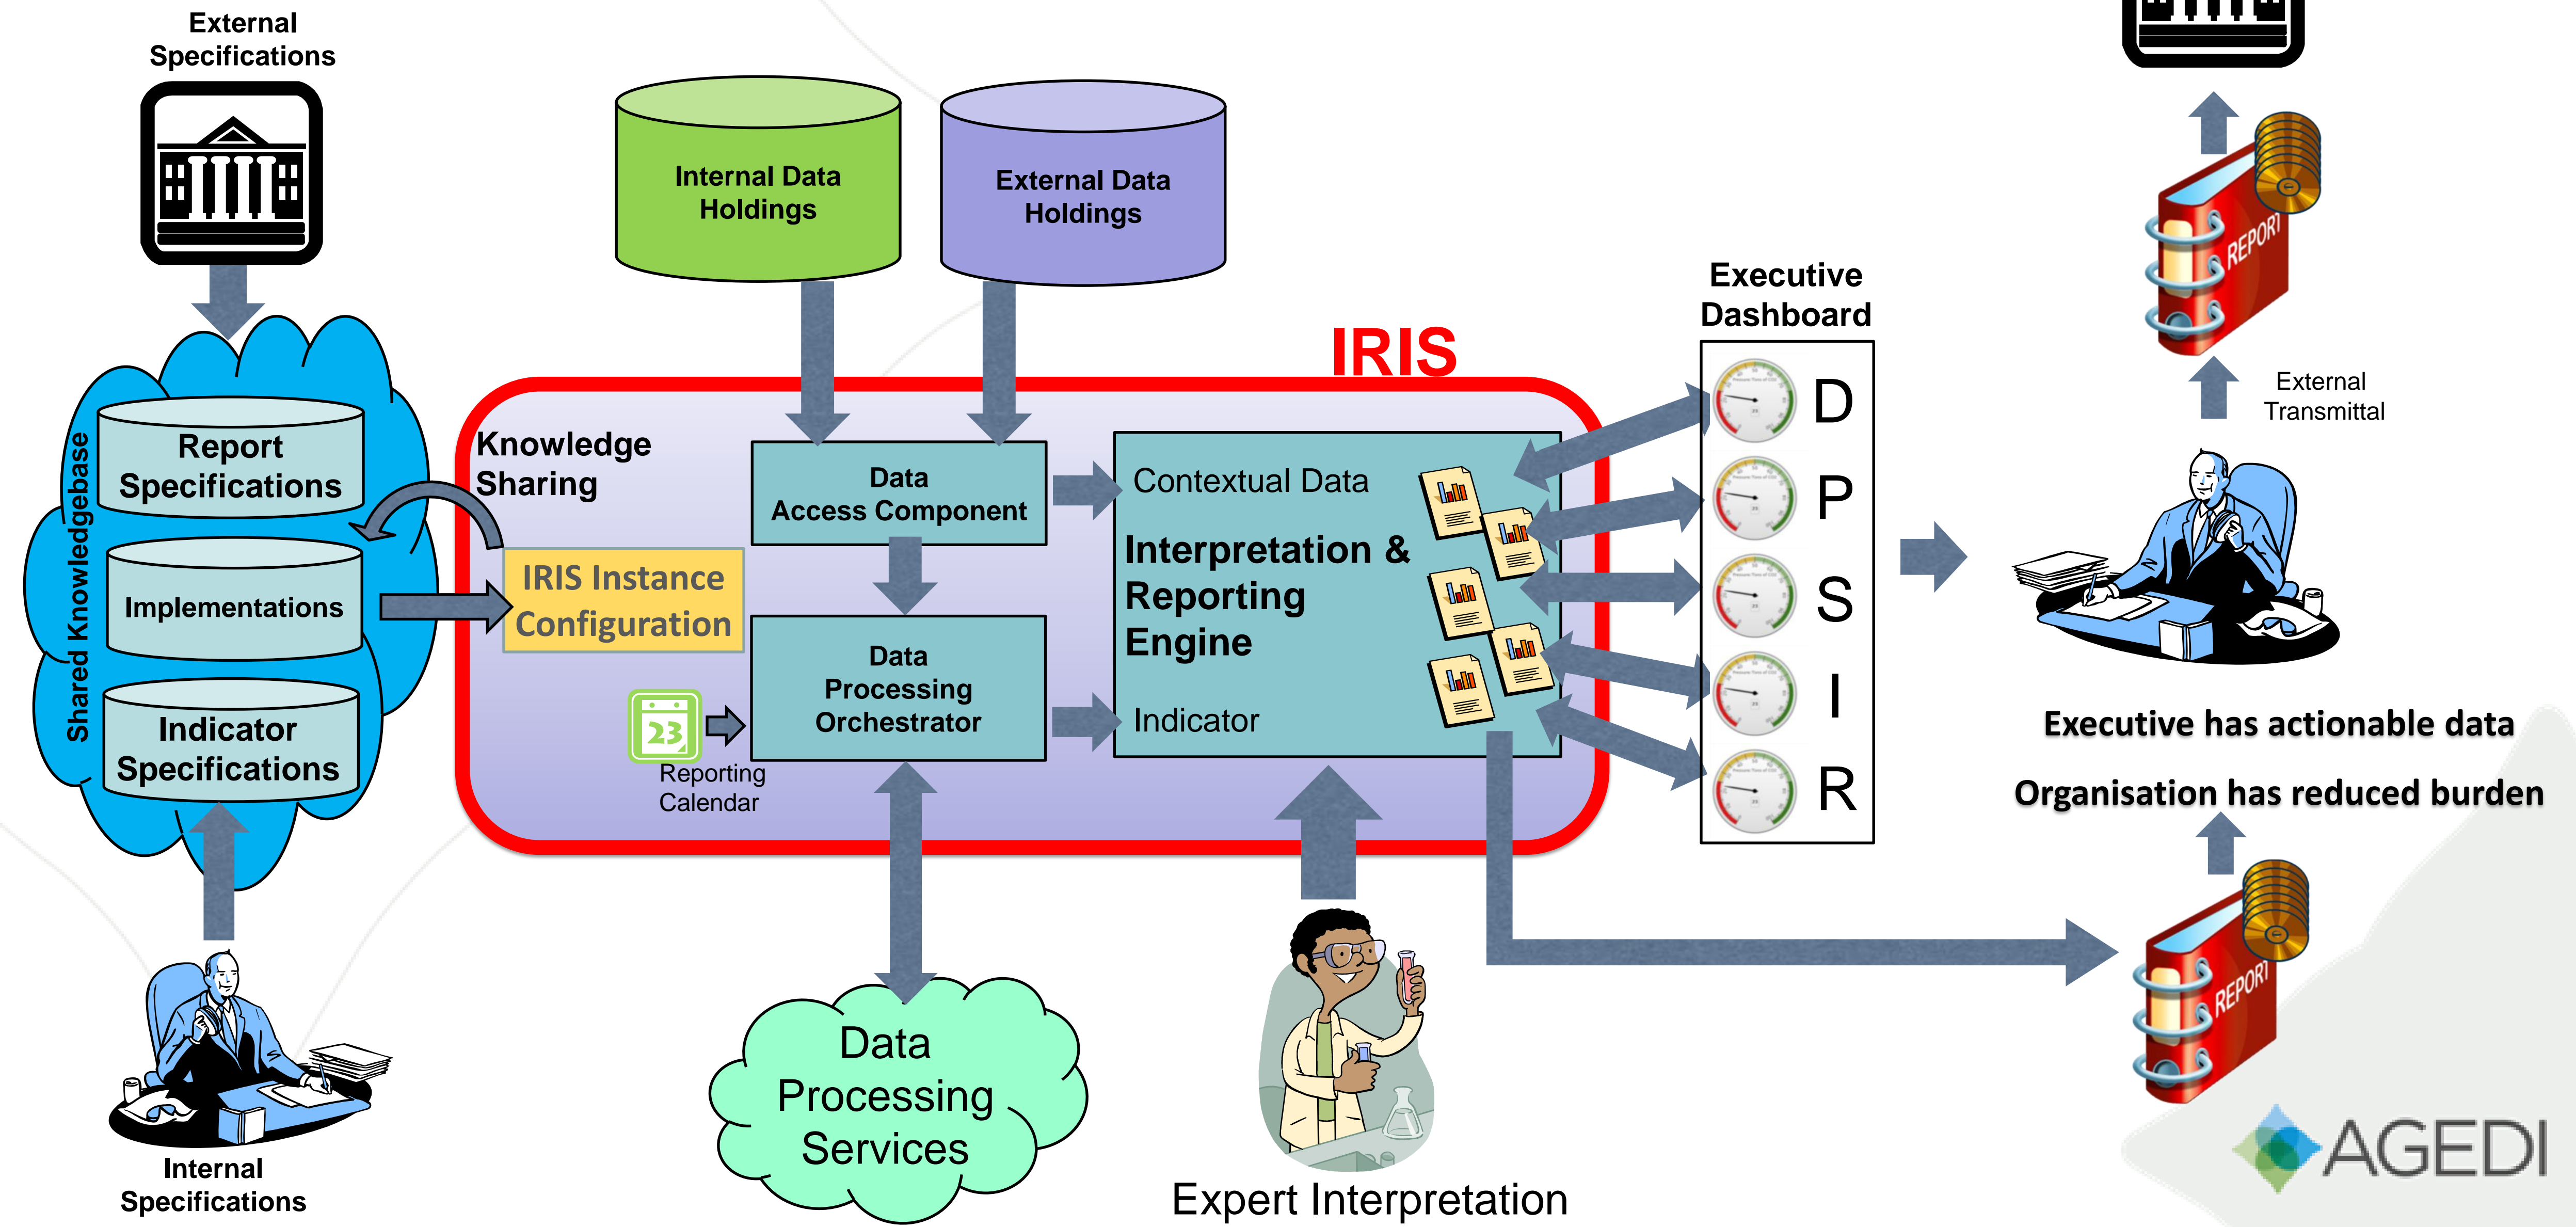 External
Specifications
Internal Data
Holdings
External Data
Holdings
IRIS
Executive
Dashboard
REPORT
External
Transmittal
Shared Knowledgebase
Report
Specifications
Implementations
Indicator
Specifications
Knowledge
Sharing
IRIS Instance
Configuration
Data
Access Component
Data
Processing
Orchestrator
23
Reporting
Calendar
Contextual Data
Interpretation &
Reporting
Engine
Indicator
D
P
S
I
R
Executive has actionable data
Organisation has reduced burden
REPORT
Internal
Specifications
Data
Processing
Services
Expert Interpretation
AGEDI